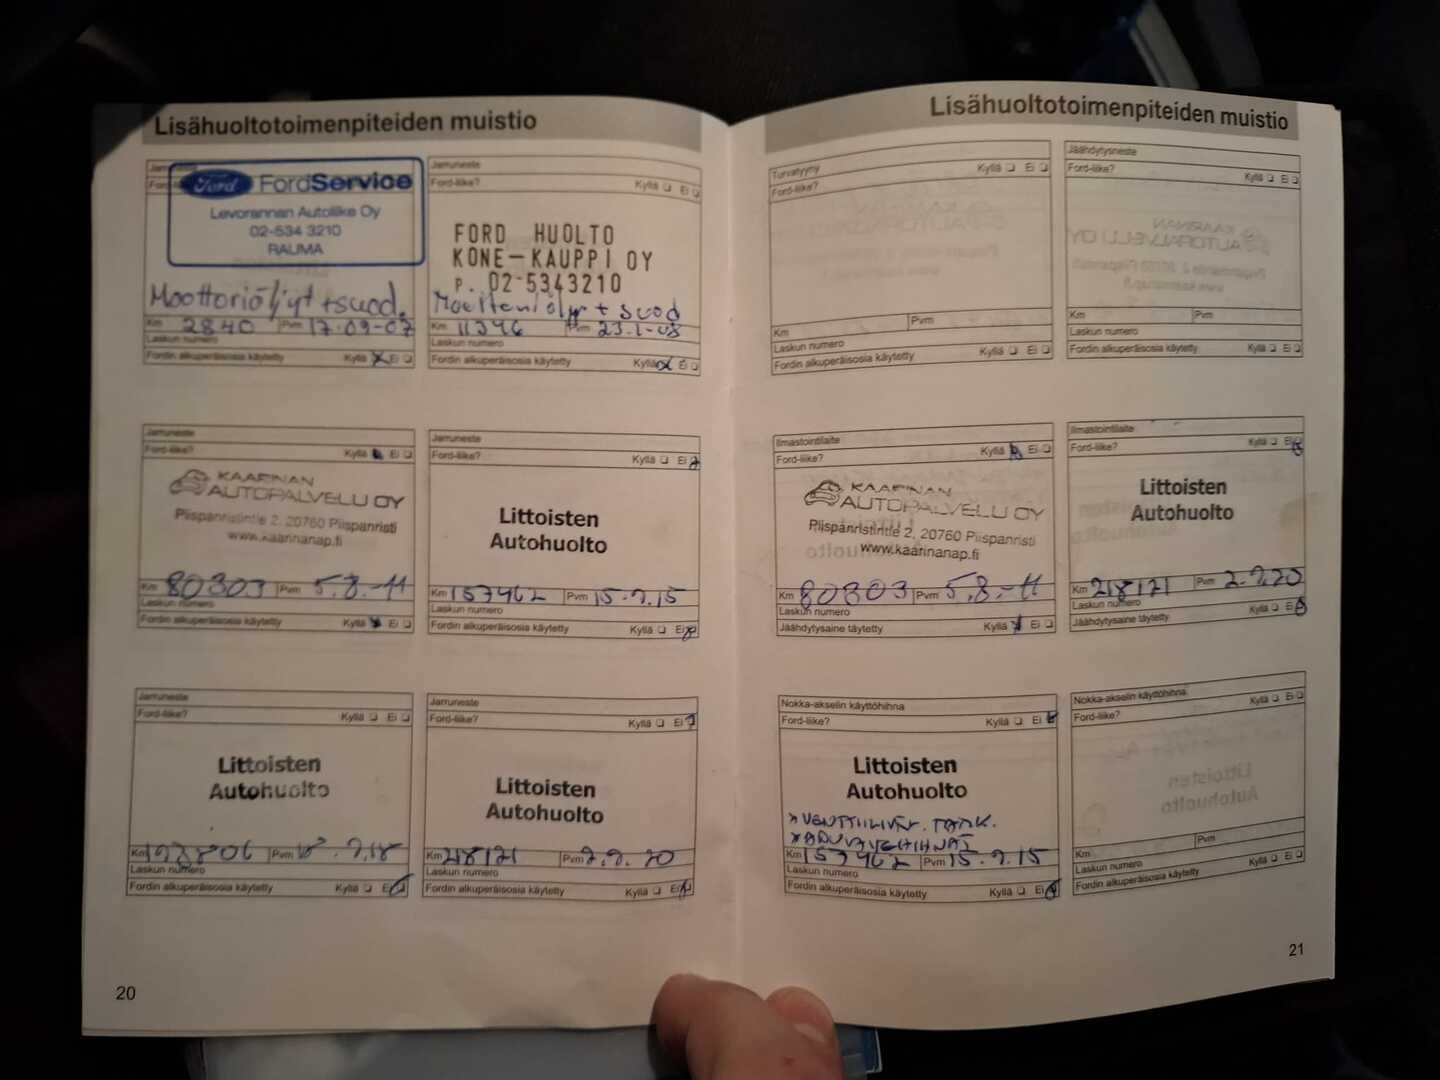 Lisähuoltotoimenpiteiden muistio
Ford FordService
Levorannan Autoliike Oy
02-534 3210
RAUMA
Moottoriöljyt + suod.
Km 2840 Pvm 17.09-07
Laskun numero
Fordin alkuperäisosia käytetty Kyllä Ei
Jarruneste
Ford-liike? Kyllä Ei
FORD HUOLTO
KONE-KAUPPI OY
P. 02-5343210
+ suod
Km 11346 Pvm 23.1-08
Laskun numero
Fordin alkuperäisosia käytetty Kyllä Ei
Jarruneste
Ford-liike? Kyllä Ei
KAARINAN
AUTOPALVELU OY
Piispanristintie 2, 20760 Piispanristi
www.kaarinanap.fi
Km 80303 Pvm 5.8.-11
Laskun numero
Fordin alkuperäisosia käytetty Kyllä Ei
Jarruneste
Ford-liike? Kyllä Ei
Littoisten
Autohuolto
Km 157462 Pvm 15.7.15
Laskun numero
Fordin alkuperäisosia käytetty Kyllä Ei
Jarruneste
Ford-liike? Kyllä Ei
Littoisten
Autohuolto
Km Pvm
Laskun numero
Fordin alkuperäisosia käytetty Kyllä Ei
Jarruneste
Ford-liike? Kyllä Ei
Littoisten
Autohuolto
Km 218121 Pvm 2.7.20
Laskun numero
Fordin alkuperäisosia käytetty Kyllä Ei
20
Lisähuoltotoimenpiteiden muistio
Turvatyyny
Ford-liike? Kyllä Ei
Km Pvm
Laskun numero
Fordin alkuperäisosia käytetty Kyllä Ei
Jäähdytysneste
Ford-liike? Kyllä Ei
Km Pvm
Laskun numero
Fordin alkuperäisosia käytetty Kyllä Ei
Ilmastointilaite
Ford-liike? Kyllä Ei
KAARINAN
AUTOPALVELU OY
Piispanristintie 2, 20760 Piispanristi
www.kaarinanap.fi
Km 80303 Pvm 5.8.-11
Laskun numero
Jäähdytysaine täytetty Kyllä Ei
Ilmastointilaite
Ford-liike? Kyllä Ei
Littoisten
Autohuolto
Km 218121 Pvm 2.7.20
Laskun numero
Jäähdytysaine täytetty Kyllä Ei
Nokka-akselin käyttöhihna
Ford-liike? Kyllä Ei
Littoisten
Autohuolto
* VENTTIILIVÄL. TARK.
* APUVÄLIHIHNAT
Km 157462 Pvm 15.7.15
Laskun numero
Fordin alkuperäisosia käytetty Kyllä Ei
Nokka-akselin käyttöhihna
Ford-liike? Kyllä Ei
Km Pvm
Laskun numero
Fordin alkuperäisosia käytetty Kyllä Ei
21